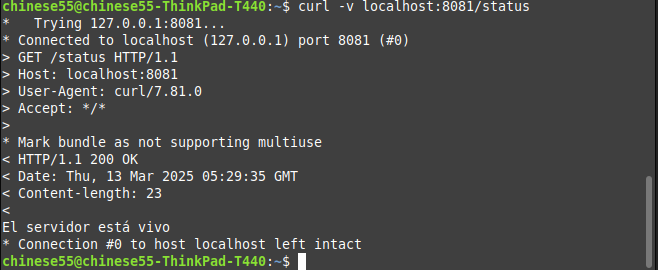 chinese55@chinese55-ThinkPad-T440:~$ curl -v localhost:8081/status
*   Trying 127.0.0.1:8081...
* Connected to localhost (127.0.0.1) port 8081 (#0)
> GET /status HTTP/1.1
> Host: localhost:8081
> User-Agent: curl/7.81.0
> Accept: */*
>
* Mark bundle as not supporting multiuse
< HTTP/1.1 200 OK
< Date: Thu, 13 Mar 2025 05:29:35 GMT
< Content-length: 23
<
El servidor está vivo
* Connection #0 to host localhost left intact
chinese55@chinese55-ThinkPad-T440:~$